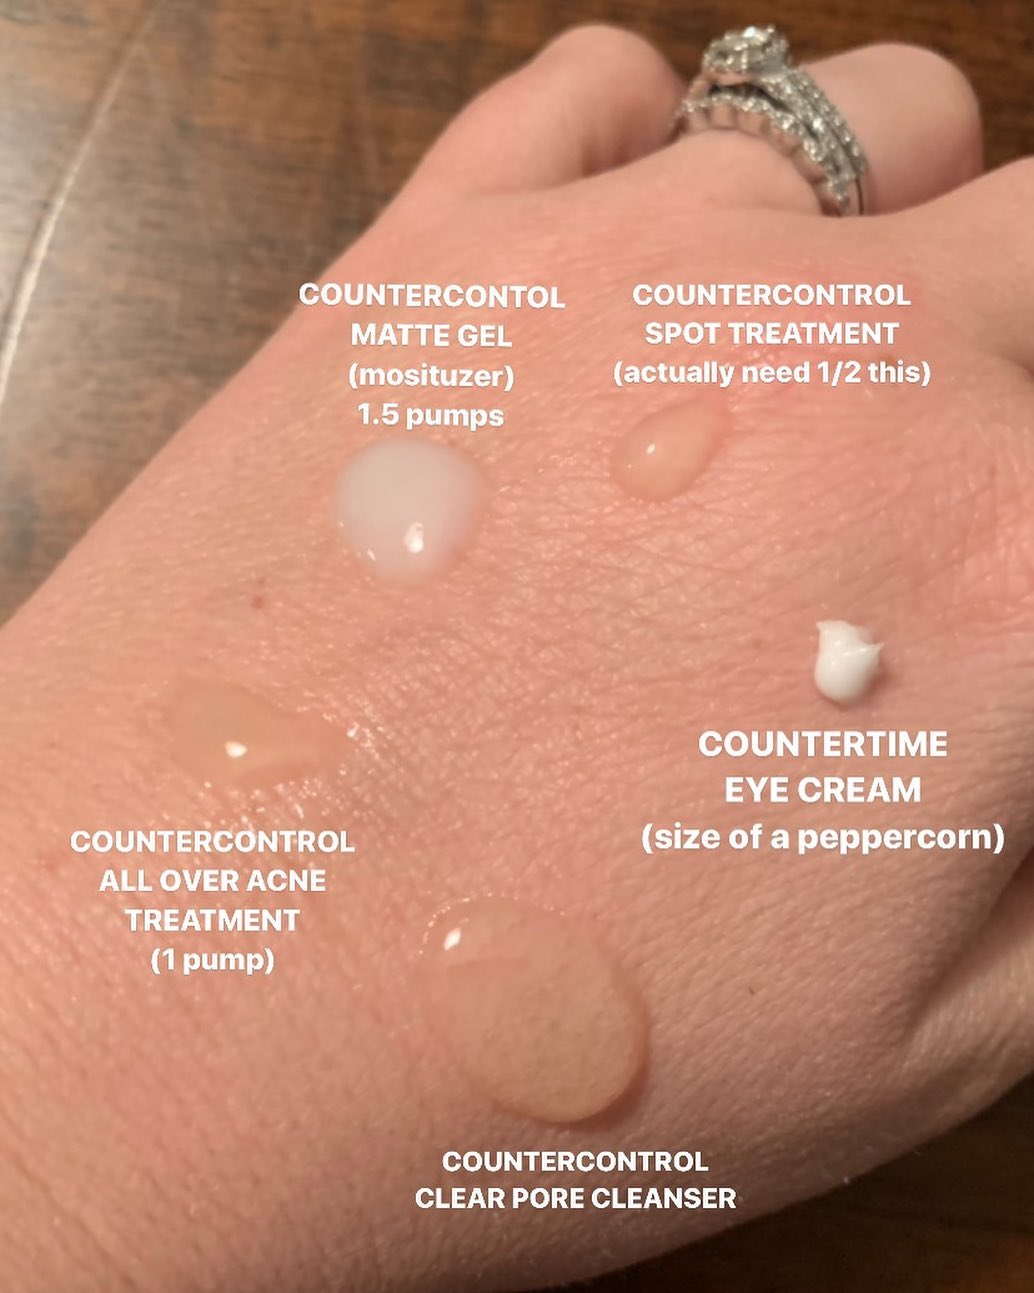 COUNTERCONTOL
MATTE GEL
(mosituzer)
1.5 pumps
COUNTERCONTROL
SPOT TREATMENT
(actually need 1/2 this)
COUNTERTIME
EYE CREAM
(size of a peppercorn)
COUNTERCONTROL
ALL OVER ACNE
TREATMENT
(1 pump)
COUNTERCONTROL
CLEAR PORE CLEANSER